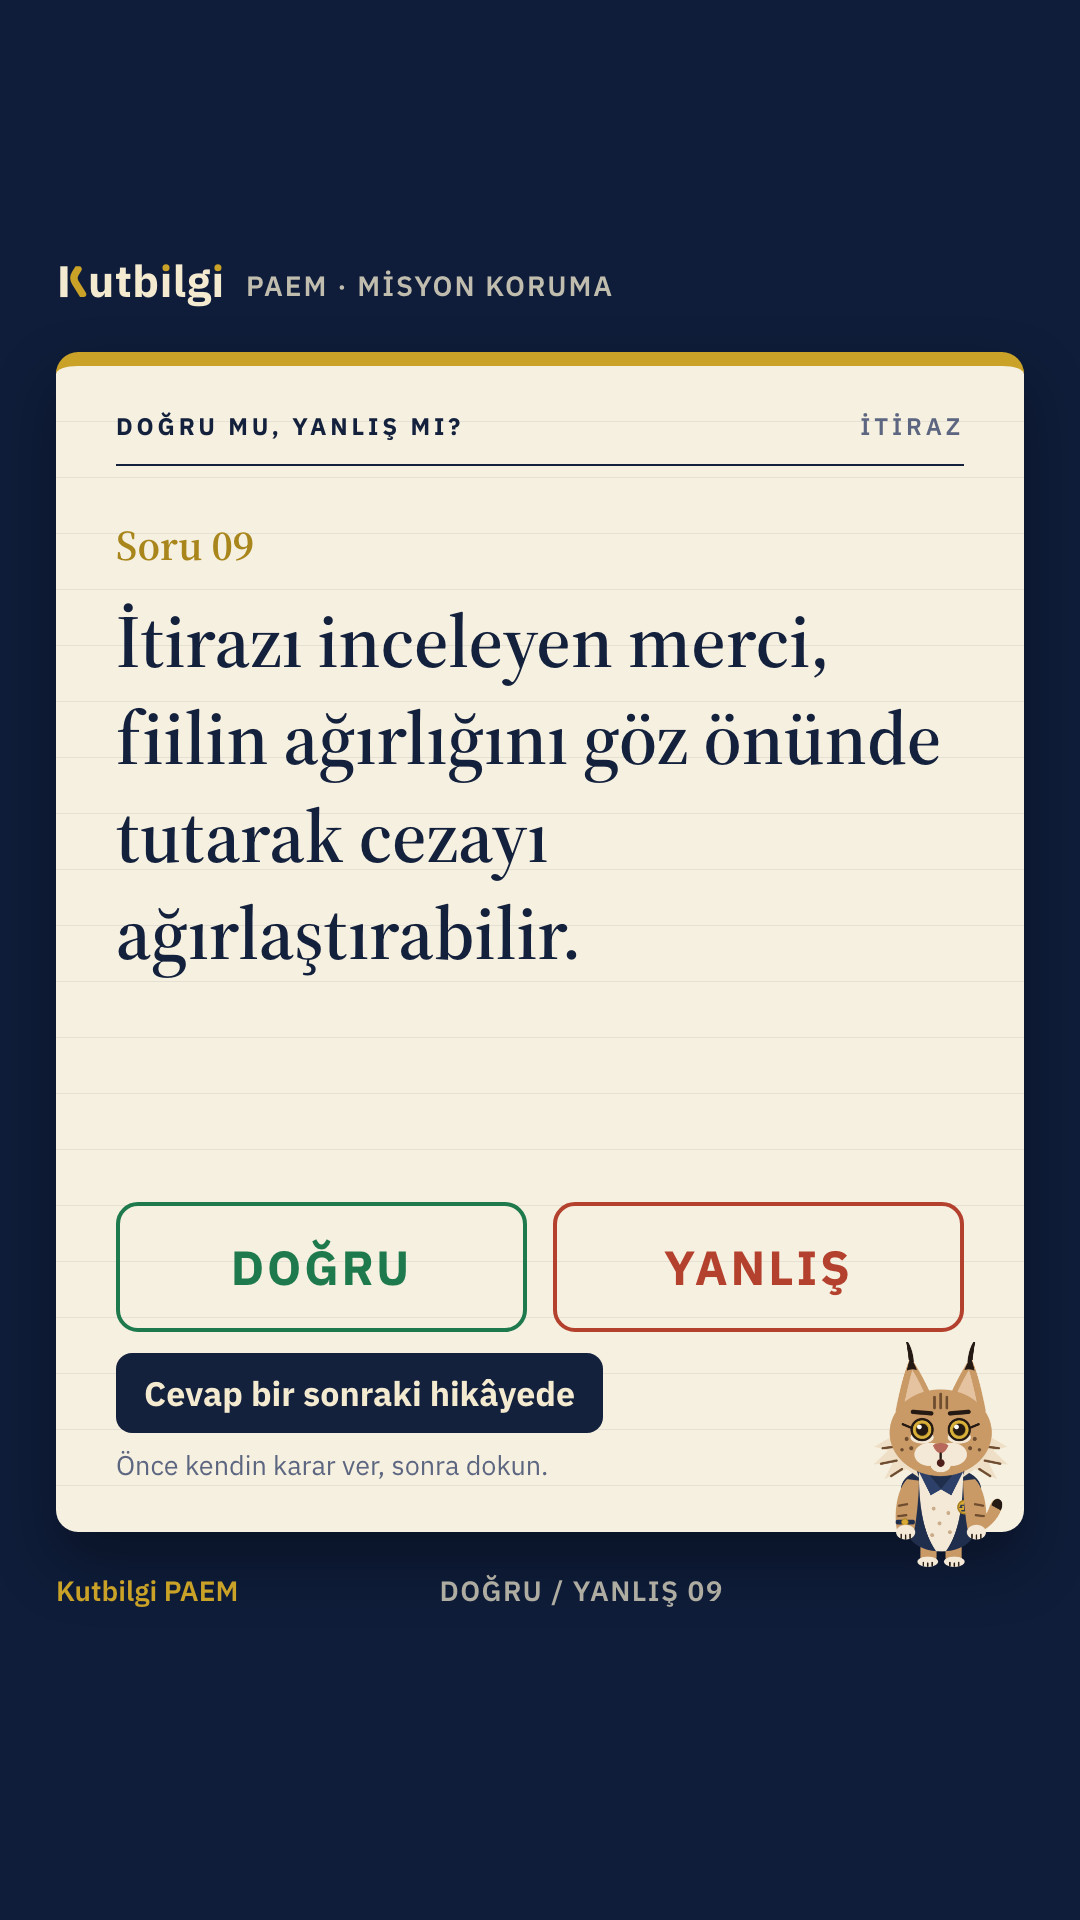 Kutbilgi PAEM · MİSYON KORUMA
DOĞRU MU, YANLIŞ MI? İTİRAZ
Soru 09
İtirazı inceleyen merci,
fiilin ağırlığını göz önünde
tutarak cezayı
ağırlaştırabilir.
DOĞRU YANLIŞ
Cevap bir sonraki hikâyede
Önce kendin karar ver, sonra dokun.
Kutbilgi PAEM DOĞRU / YANLIŞ 09